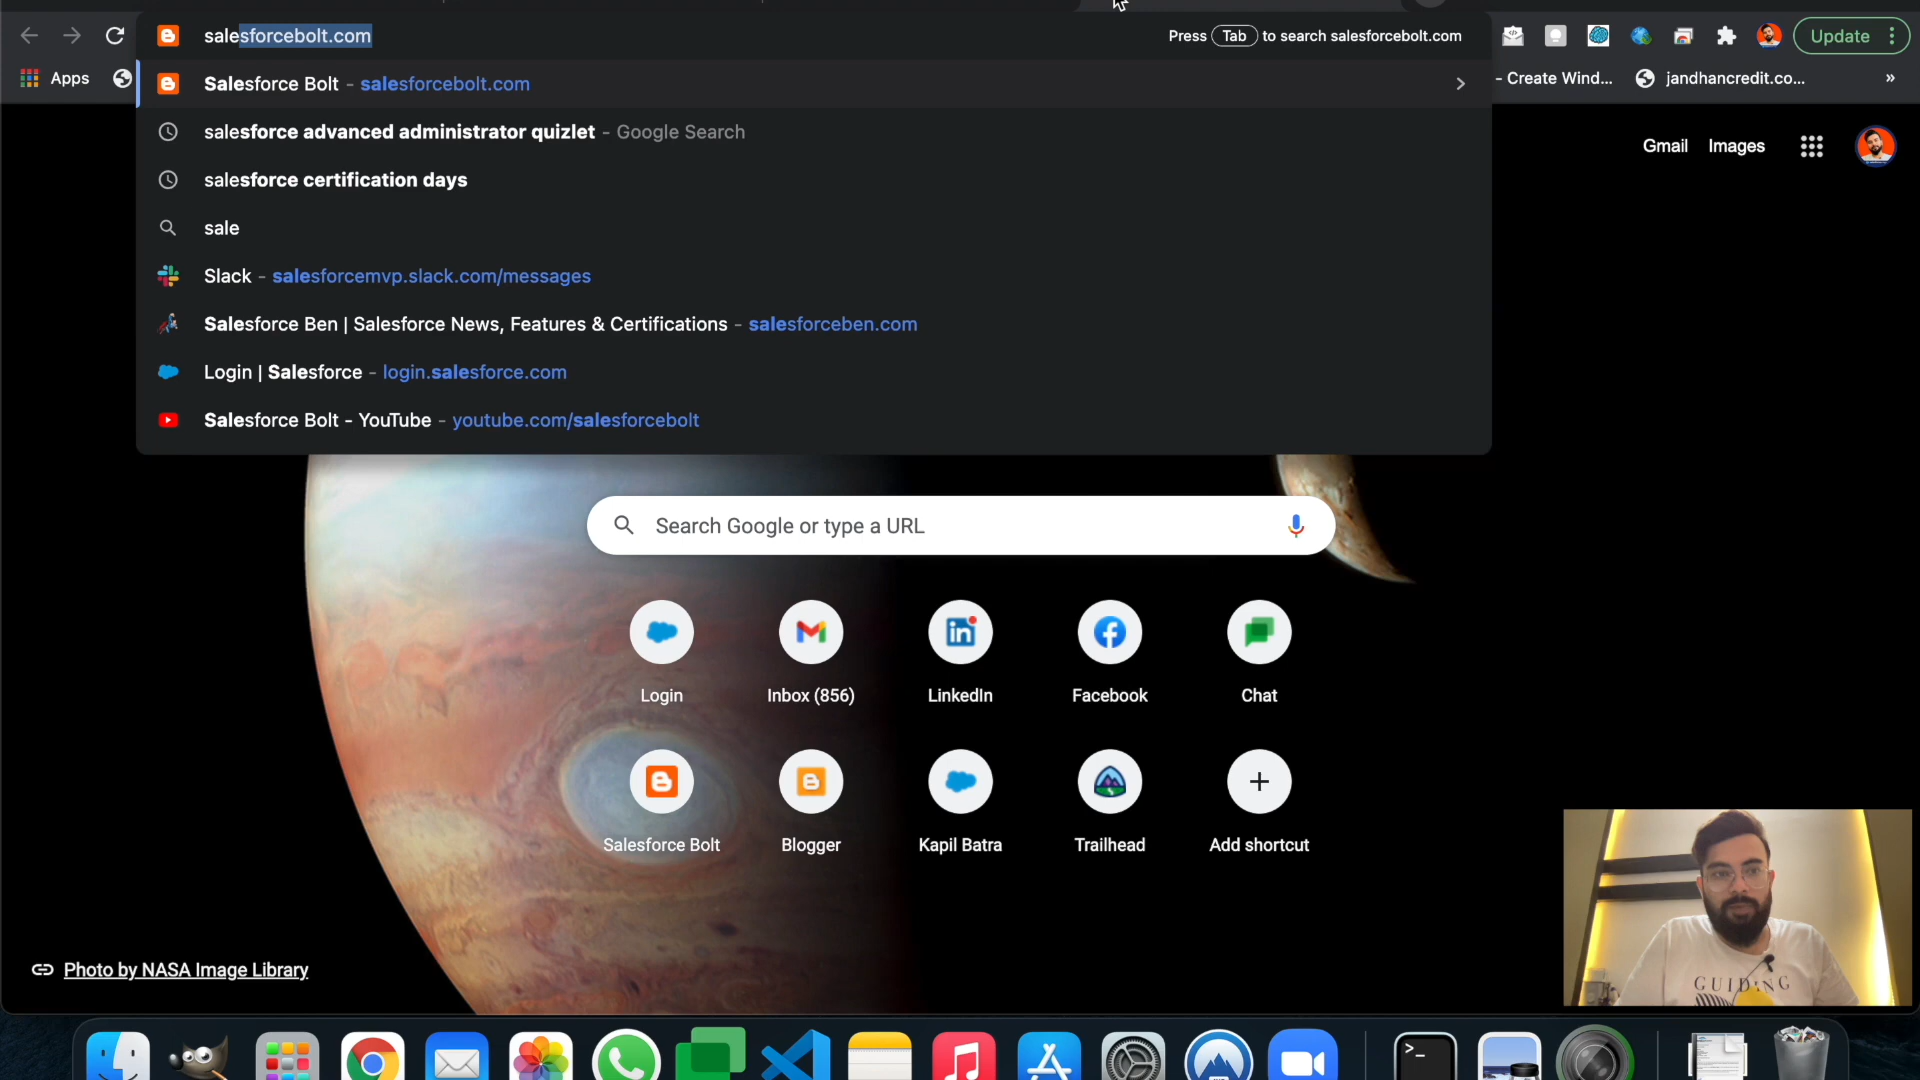 salesforcebolt.com
Press Tab to search salesforcebolt.com
Update
Apps
- Create Wind...
jandhancredit.co...
»
Salesforce Bolt - salesforcebolt.com
salesforce advanced administrator quizlet - Google Search
salesforce certification days
sale
Slack - salesforcemvp.slack.com/messages
Salesforce Ben | Salesforce News, Features & Certifications - salesforceben.com
Login | Salesforce - login.salesforce.com
Salesforce Bolt - YouTube - youtube.com/salesforcebolt
Gmail Images
Search Google or type a URL
Login
Inbox (856)
LinkedIn
Facebook
Chat
Salesforce Bolt
Blogger
Kapil Batra
Trailhead
Add shortcut
Photo by NASA Image Library
GUIDING